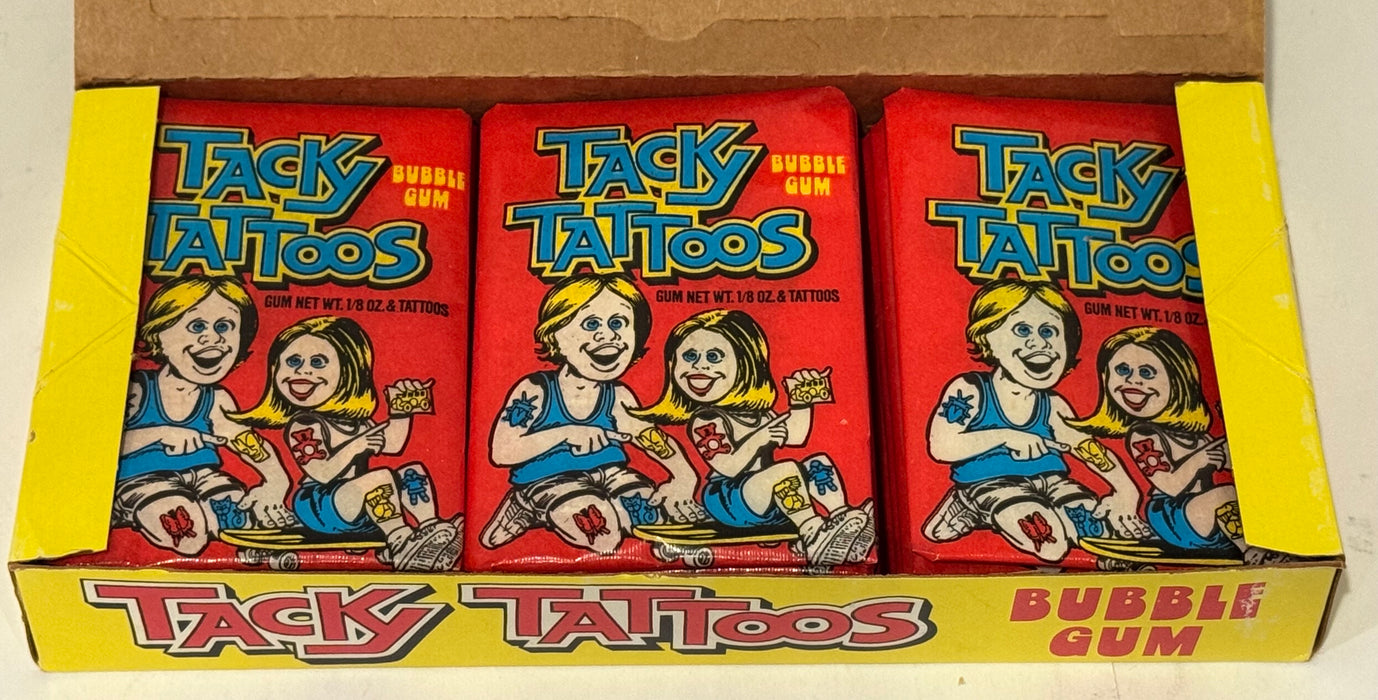 TACKY
TATTOOS
BUBBLE
GUM
GUM NET WT. 1/8 OZ. & TATTOOS
TACKY
TATTOOS
BUBBLE
GUM
GUM NET WT. 1/8 OZ. & TATTOOS
TACKY
TATTOOS
GUM NET WT. 1/8 OZ.
TACKY TATTOOS
BUBBLE
GUM